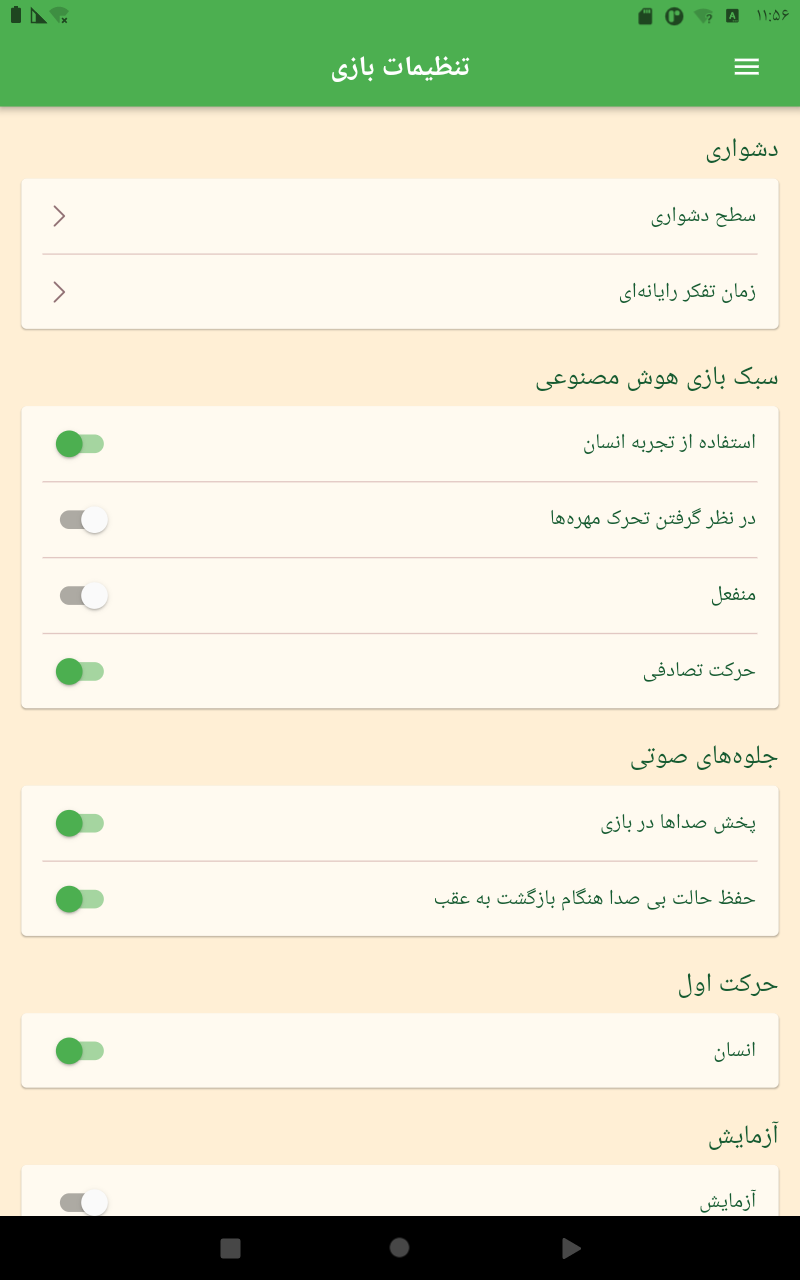 ۱۱:۵۶
تنظیمات بازی
دشواری
سطح دشواری
زمان تفکر رایانه‌ای
سبک بازی هوش مصنوعی
استفاده از تجربه انسان
در نظر گرفتن تحرک مهره‌ها
منفعل
حرکت تصادفی
جلوه‌های صوتی
پخش صداها در بازی
حفظ حالت بی صدا هنگام بازگشت به عقب
حرکت اول
انسان
آزمایش
آزمایش